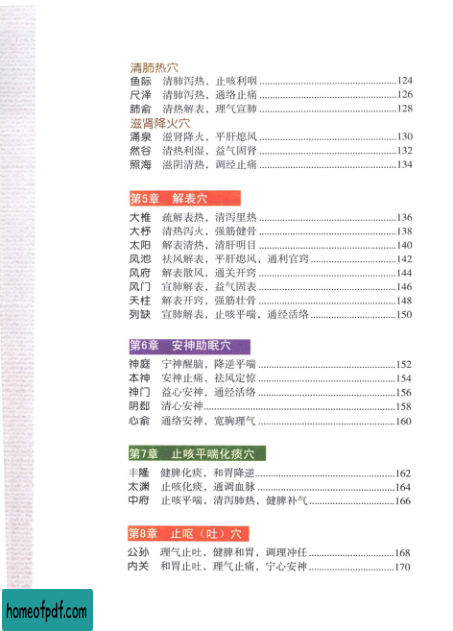 清肺热穴
鱼际 清肺泻热，止咳利咽 124
尺泽 清肺泻热，通络止痛 126
肺俞 清热解表，理气宣肺 128
滋肾降火穴
涌泉 滋肾降火，平肝熄风 130
然谷 清热利湿，益气固肾 132
照海 滋阴清热，调经止痛 134
第5章 解表穴
大椎 疏解表热，清泻里热 136
大杼 清热泻火，强筋健骨 138
太阳 解表清热，清肝明目 140
风池 祛风解表，平肝熄风，通利官窍 142
风府 解表散风，通关开窍 144
风门 宣肺解表，益气固表 146
天柱 解表开窍，强筋壮骨 148
列缺 宣肺解表，止咳平喘，通经活络 150
第6章 安神助眠穴
神庭 宁神醒脑，降逆平喘 152
本神 安神止痛，祛风定惊 154
神门 益心安神，通经活络 156
阴郄 清心安神 158
心俞 通络安神，宽胸理气 160
第7章 止咳平喘化痰穴
丰隆 健脾化痰，和胃降逆 162
太渊 止咳化痰，通调血脉 164
中府 止咳平喘，清泻肺热，健脾补气 166
第8章 止呕（吐）穴
公孙 理气止吐，健脾和胃，调理冲任 168
内关 和胃止吐，理气止痛，宁心安神 170
homeofpdf.com